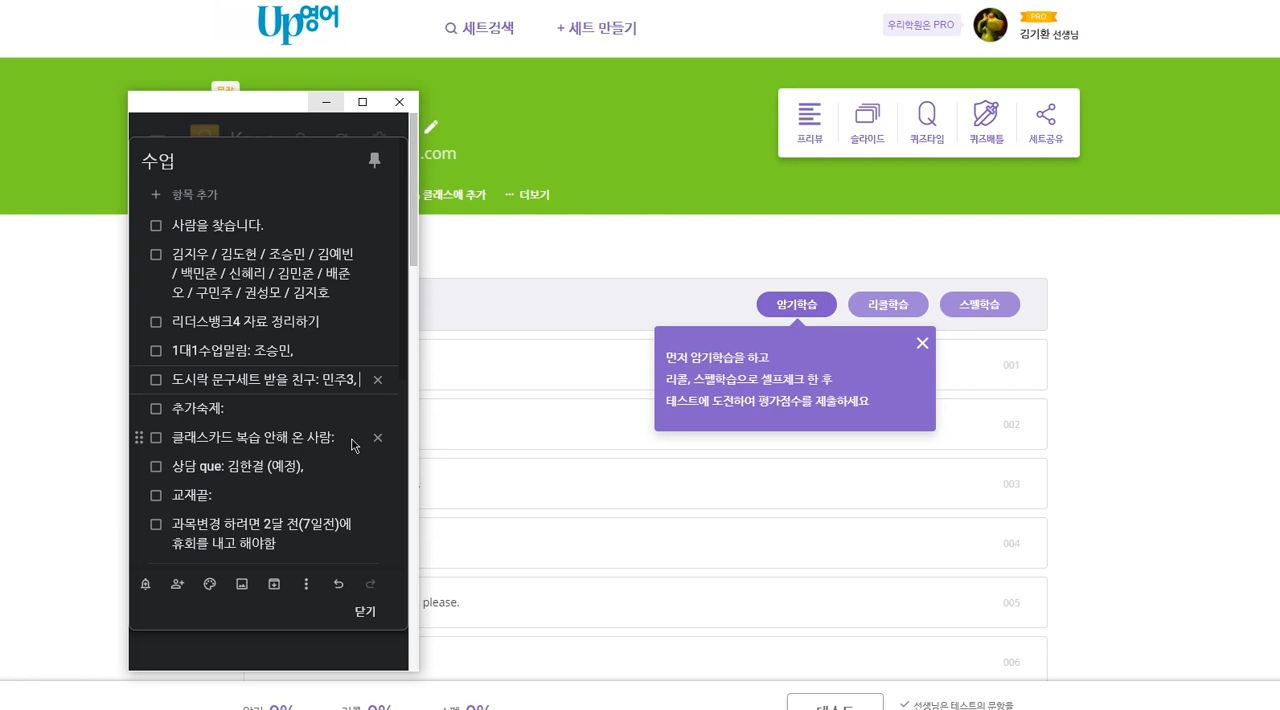 Up영어
세트검색
+ 세트 만들기
우리학원은 PRO
PRO
김기환 선생님
.com
클래스에 추가
더보기
프리뷰
슬라이드
퀴즈타임
퀴즈배틀
세트공유
수업
항목 추가
사람을 찾습니다.
김지우 / 김도현 / 조승민 / 김예빈
/ 백민준 / 신혜리 / 김민준 / 배준
오 / 구민주 / 권성모 / 김지호
리더스뱅크4 자료 정리하기
1대1수업밀림: 조승민,
도시락 문구세트 받을 친구: 민주3,
추가숙제:
클래스카드 복습 안해 온 사람:
상담 que: 김한결 (예정),
교재끝:
과목변경 하려면 2달 전(7일전)에
휴회를 내고 해야함
닫기
암기학습
리콜학습
스펠학습
먼저 암기학습을 하고
리콜, 스펠학습으로 셀프체크 한 후
테스트에 도전하여 평가점수를 제출하세요
001
002
003
004
please.
005
006
선생님은 테스트의 문항을